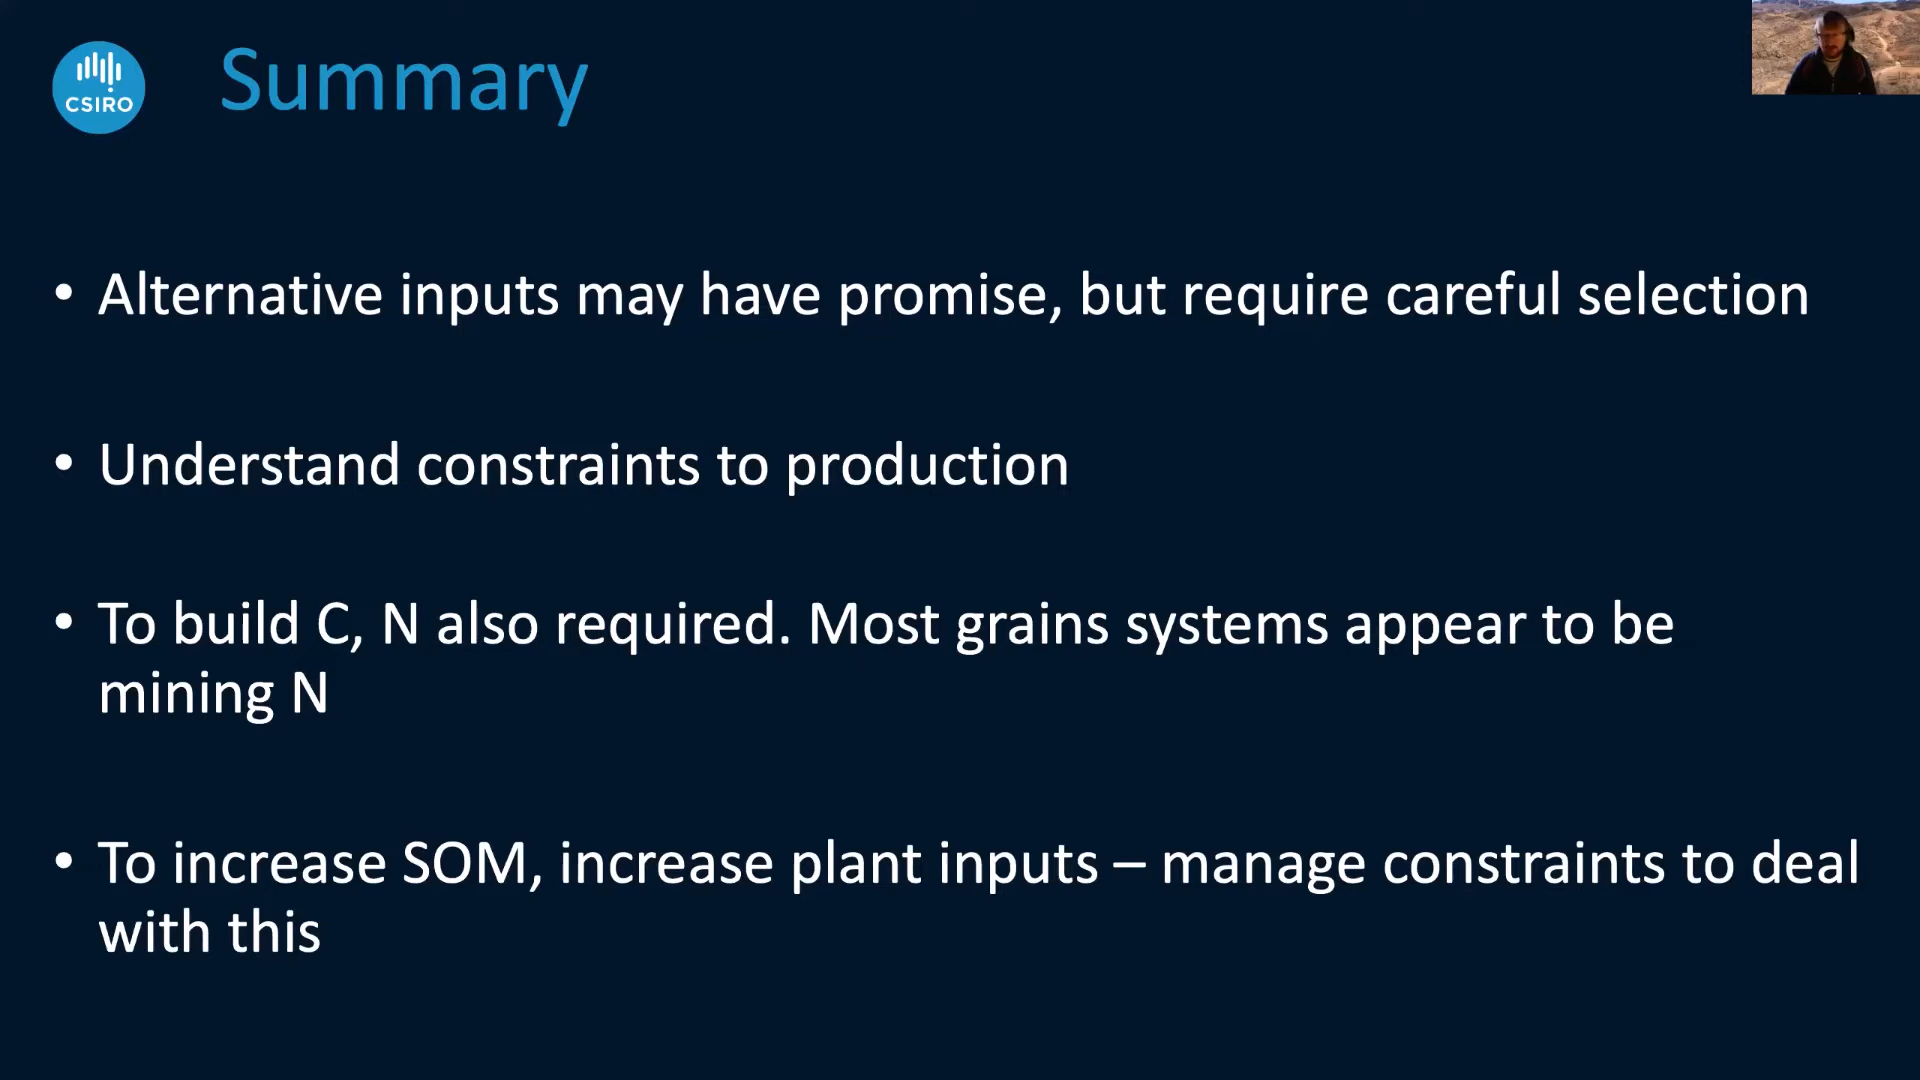 CSIRO
Summary
• Alternative inputs may have promise, but require careful selection
• Understand constraints to production
• To build C, N also required. Most grains systems appear to be
mining N
• To increase SOM, increase plant inputs – manage constraints to deal
with this